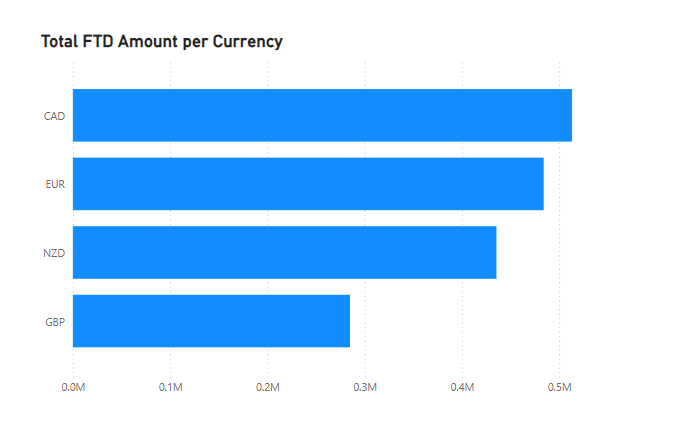 Total FTD Amount per Currency
CAD
EUR
NZD
GBP
0.0M 0.1M 0.2M 0.3M 0.4M 0.5M